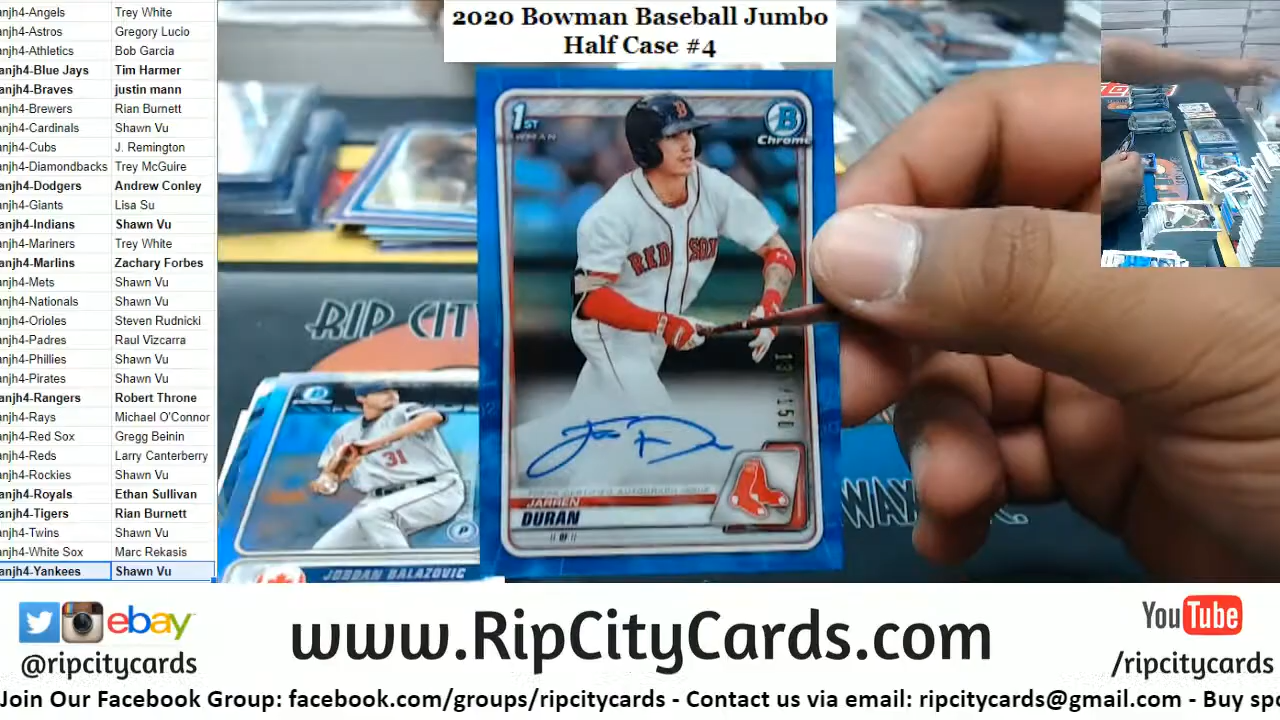 2020 Bowman Baseball Jumbo
Half Case #4
anjh4-Angels Trey White
anjh4-Astros Gregory Lucio
anjh4-Athletics Bob Garcia
anjh4-Blue Jays Tim Harmer
anjh4-Braves justin mann
anjh4-Brewers Rian Burnett
anjh4-Cardinals Shawn Vu
anjh4-Cubs J. Remington
anjh4-Diamondbacks Trey McGuire
anjh4-Dodgers Andrew Conley
anjh4-Giants Lisa Su
anjh4-Indians Shawn Vu
anjh4-Mariners Trey White
anjh4-Marlins Zachary Forbes
anjh4-Mets Shawn Vu
anjh4-Nationals Shawn Vu
anjh4-Orioles Steven Rudnicki
anjh4-Padres Raul Vizcarra
anjh4-Phillies Shawn Vu
anjh4-Pirates Shawn Vu
anjh4-Rangers Robert Throne
anjh4-Rays Michael O'Connor
anjh4-Red Sox Gregg Beinin
anjh4-Reds Larry Canterberry
anjh4-Rockies Shawn Vu
anjh4-Royals Ethan Sullivan
anjh4-Tigers Rian Burnett
anjh4-Twins Shawn Vu
anjh4-White Sox Marc Rekasis
anjh4-Yankees Shawn Vu
1ST
B
Chrome
B
RED SOX
/150
TOPPS CERTIFIED AUTOGRAPH ISSUE
JARREN
DURAN
OF
RIP CIT
31
P
JORDAN BALAZOVIC
ebay
@ripcitycards
www.RipCityCards.com
YouTube
/ripcitycards
Join Our Facebook Group: facebook.com/groups/ripcitycards - Contact us via email: ripcitycards@gmail.com - Buy spo